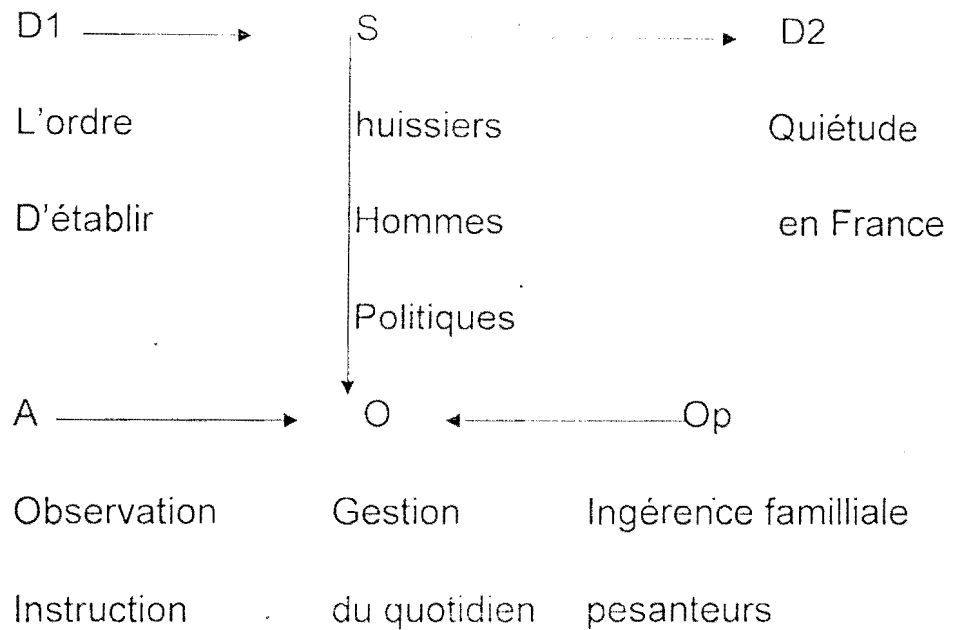 D1 S D2
L'ordre huissiers Quiétude
D'établir Hommes en France
Politiques
A O Op
Observation Gestion Ingérence familliale
Instruction du quotidien pesanteurs